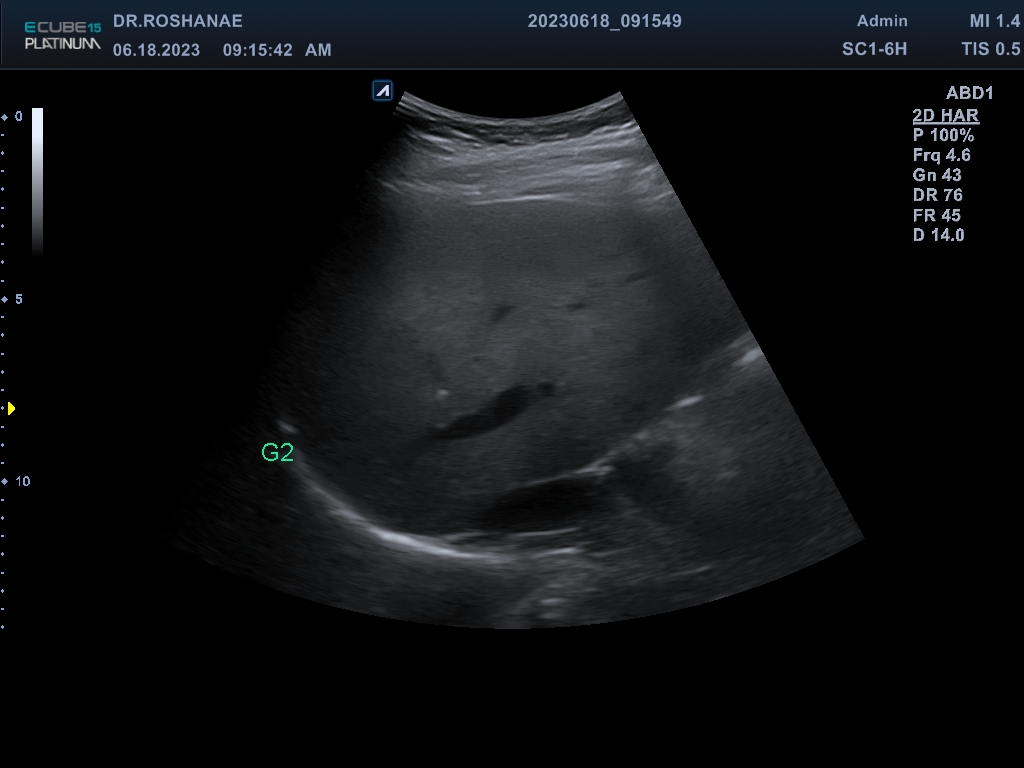 ECUBE15
PLATINUM
DR.ROSHANAE
20230618_091549
Admin
MI 1.4
06.18.2023 09:15:42 AM
SC1-6H
TIS 0.5
ABD1
2D HAR
P 100%
Frq 4.6
Gn 43
DR 76
FR 45
D 14.0
0
5
10
G2